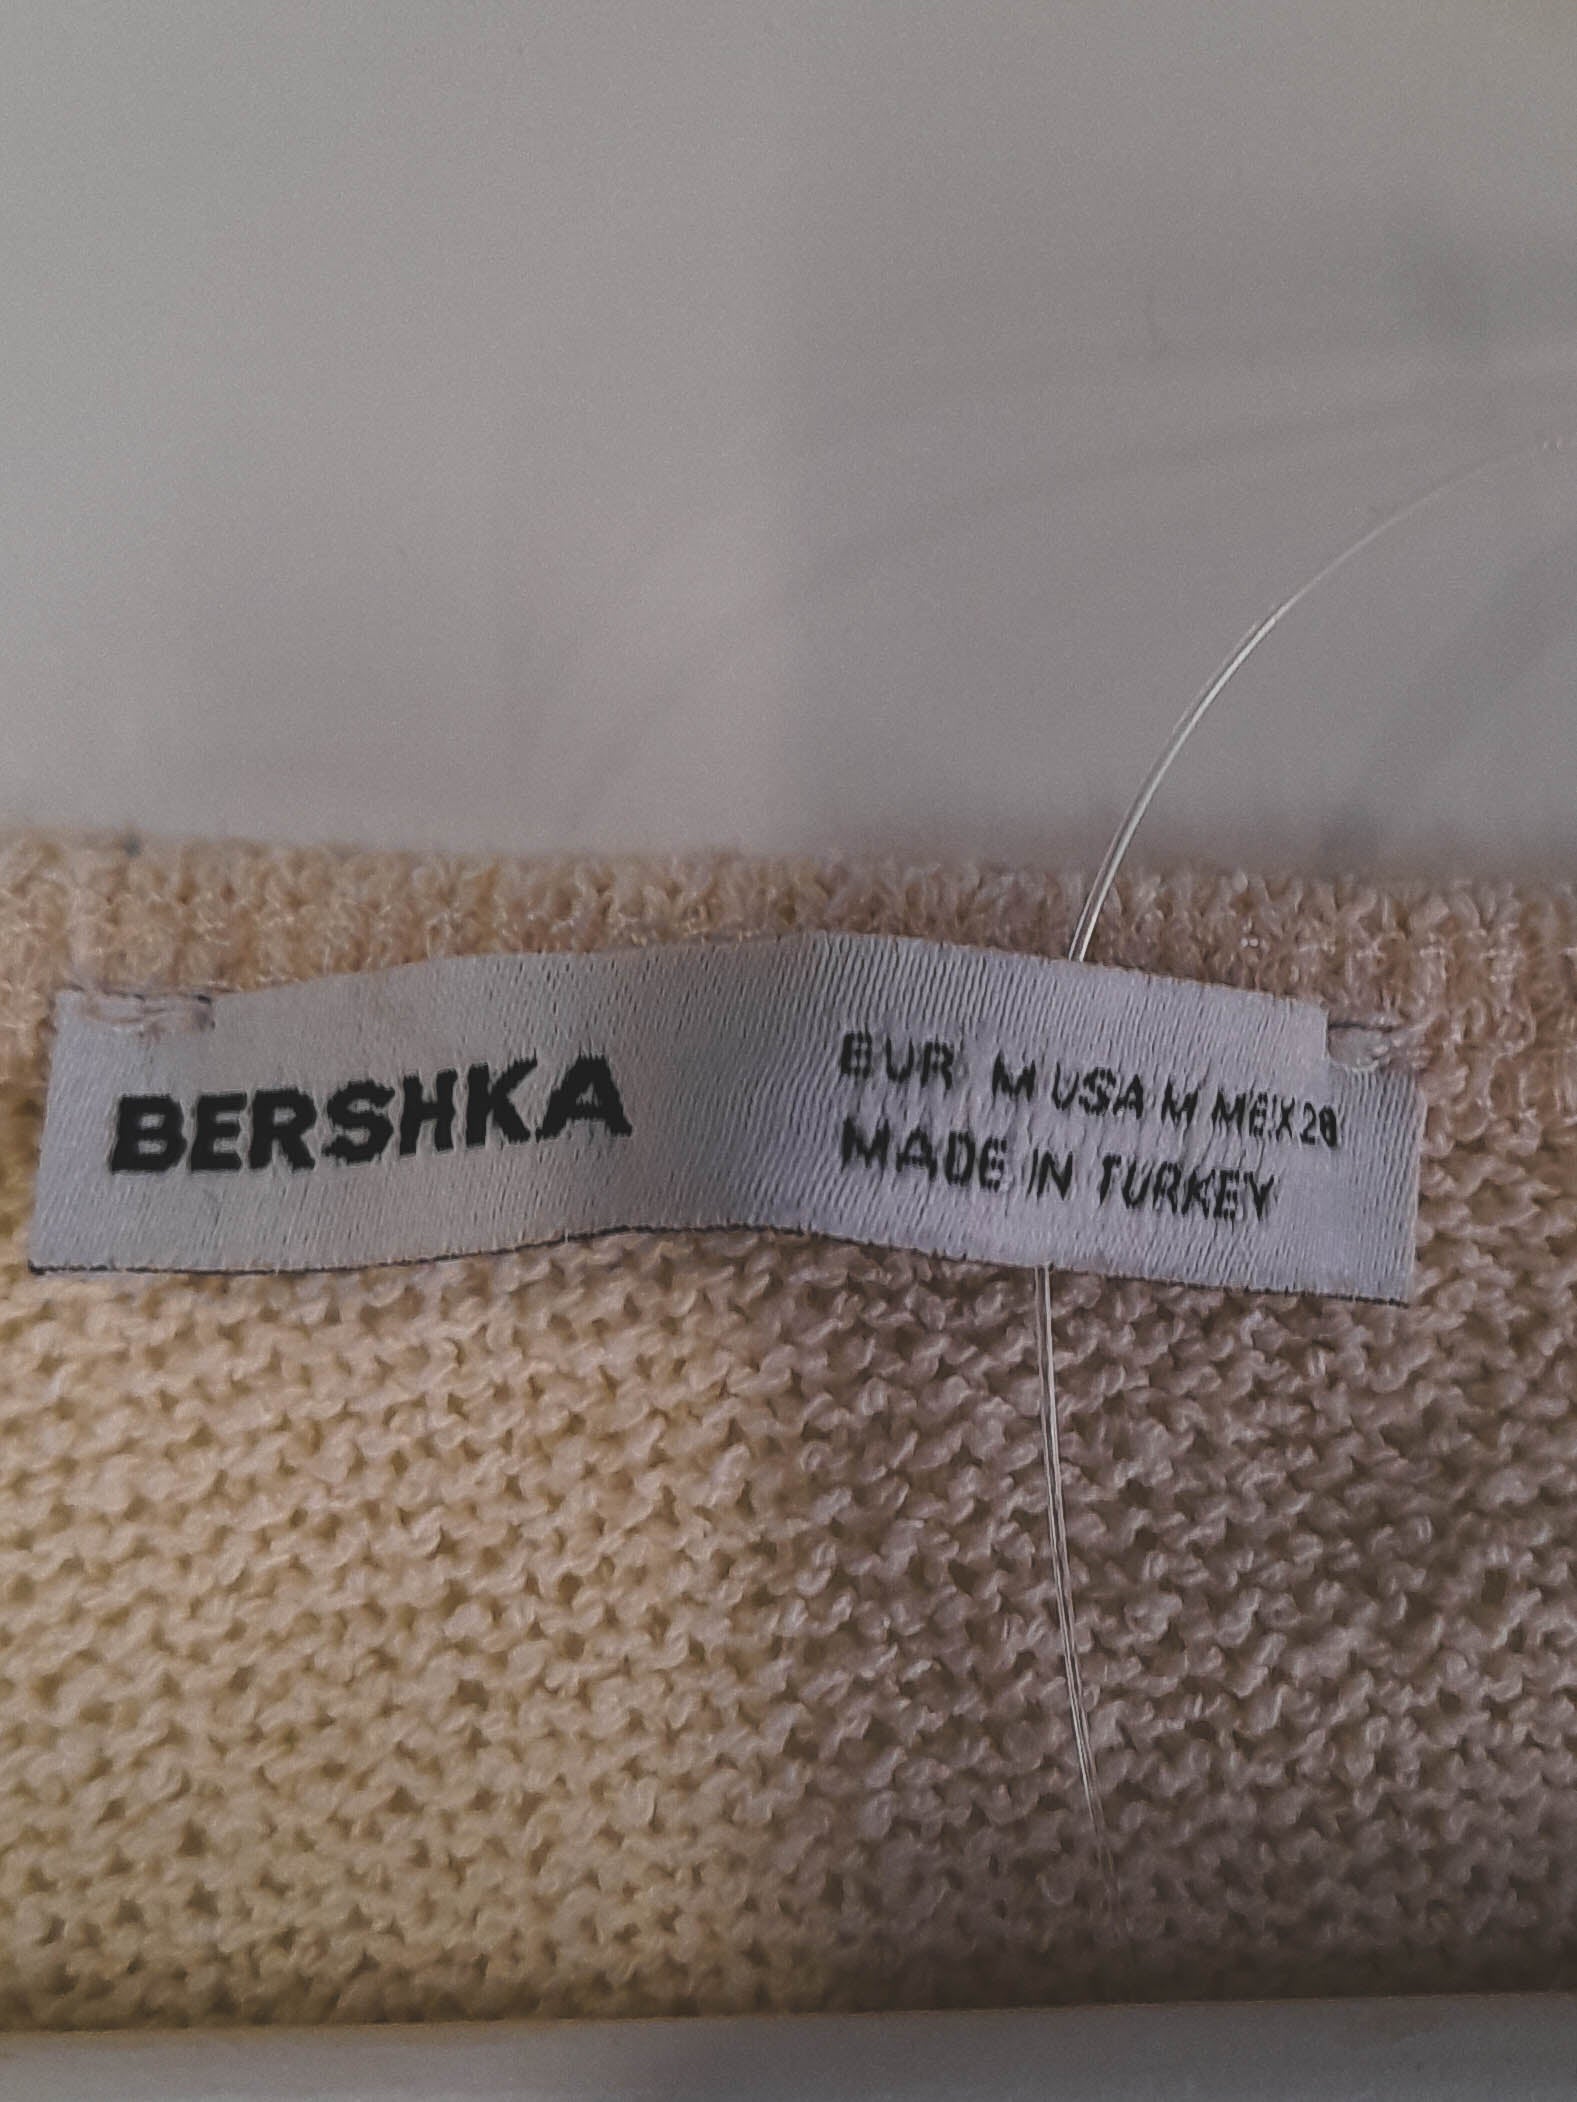 BERSHKA
EUR M USA M MEX 28
MADE IN TURKEY